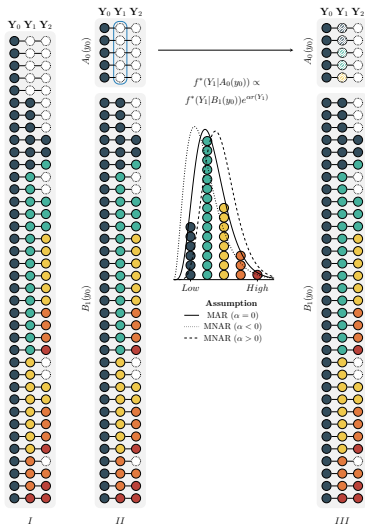 Y₀ Y₁ Y₂
Y₀ Y₁ Y₂
Y₀ Y₁ Y₂
A₀(y₀)
A₀(y₀)
f*(Y₁|A₀(y₀)) ∝
f*(Y₁|B₁(y₀))e^{αr(Y₁)}
Low High
Assumption
MAR (α = 0)
MNAR (α < 0)
MNAR (α > 0)
B₁(y₀)
B₁(y₀)
I
II
III